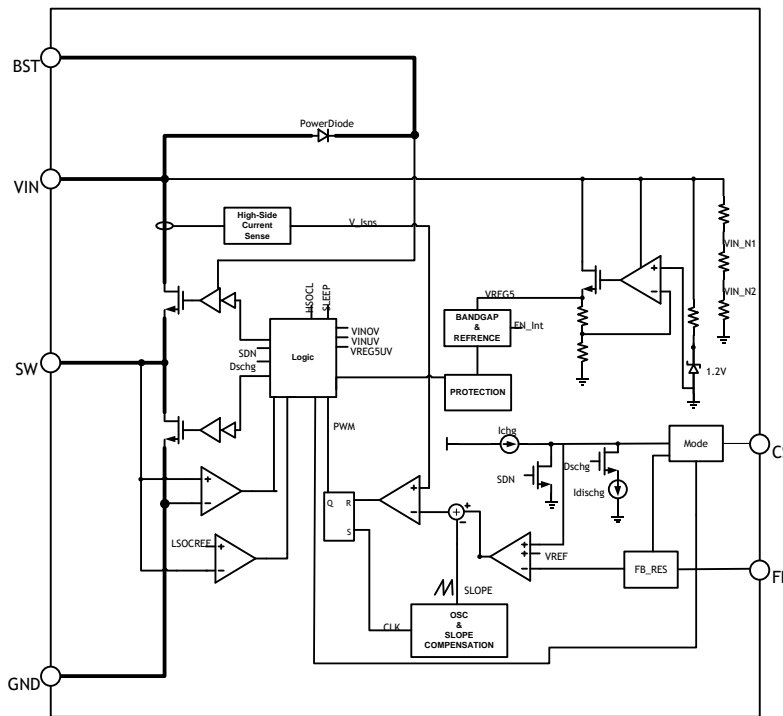 BST
PowerDiode
VIN
High-Side
Current
Sense
V_Isns
VIN_N1
VIN_N2
HSOCL
SLEEP
VREG5
BANDGAP
&
REFRENCE
EN_Int
VINOV
VINUV
VREG5UV
Logic
SDN
Dschg
SW
+
-
1.2V
PROTECTION
PWM
Ichg
Mode
CS
SDN
Dschg
Idischg
+
-
Q
R
S
+
-
+
-
LSOCREF
+
-
+
+
-
VREF
FB_RES
FB
SLOPE
OSC
&
SLOPE
COMPENSATION
CLK
GND